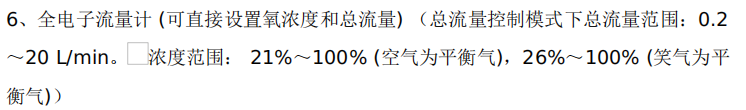 6、全电子流量计 (可直接设置氧浓度和总流量) （总流量控制模式下总流量范围：0.2
～20 L/min。浓度范围： 21%～100% (空气为平衡气)，26%～100% (笑气为平
衡气)）